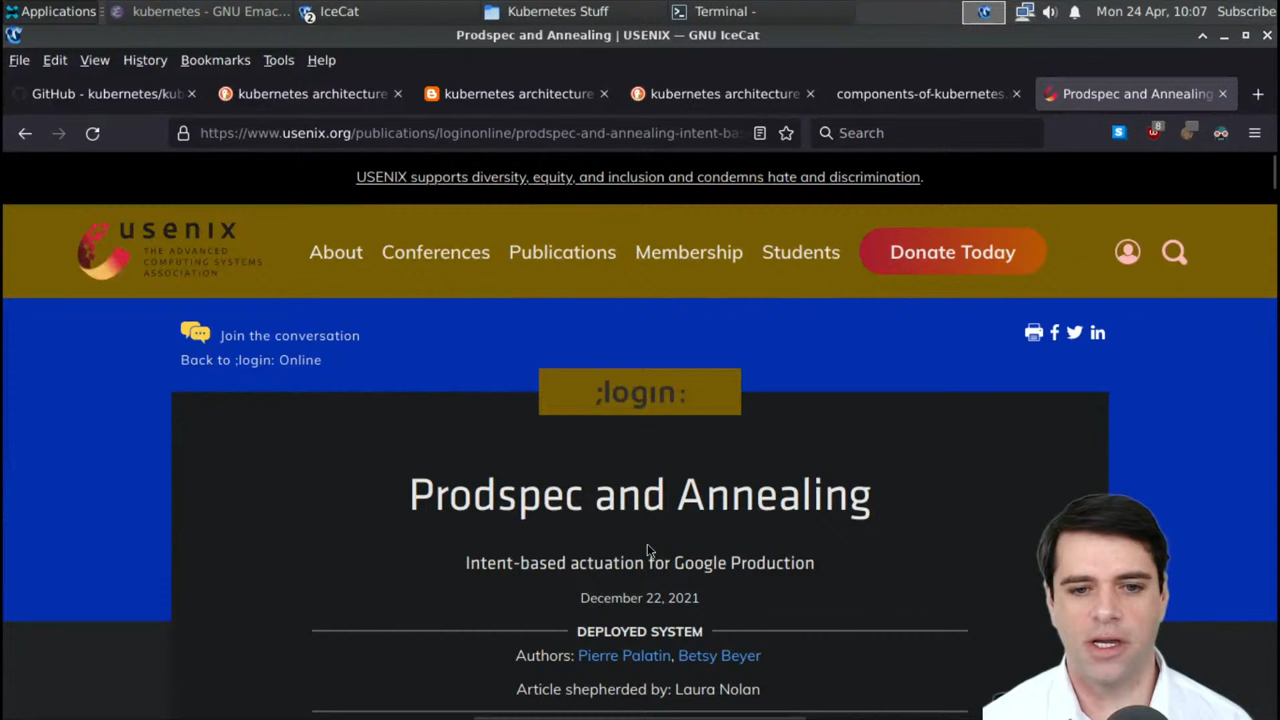 Applications
kubernetes - GNU Emac...
2
IceCat
Kubernetes Stuff
Terminal -
Mon 24 Apr, 10:07
Subscribe
Prodspec and Annealing | USENIX — GNU IceCat
File Edit View History Bookmarks Tools Help
GitHub - kubernetes/kub
kubernetes architecture
kubernetes architecture
kubernetes architecture
components-of-kubernetes.
Prodspec and Annealing
https://www.usenix.org/publications/loginonline/prodspec-and-annealing-intent-ba
Search
S
8
USENIX supports diversity, equity, and inclusion and condemns hate and discrimination.
usenix
THE ADVANCED
COMPUTING SYSTEMS
ASSOCIATION
About Conferences Publications Membership Students Donate Today
Join the conversation
Back to ;login: Online
;login:
Prodspec and Annealing
Intent-based actuation for Google Production
December 22, 2021
DEPLOYED SYSTEM
Authors: Pierre Palatin, Betsy Beyer
Article shepherded by: Laura Nolan